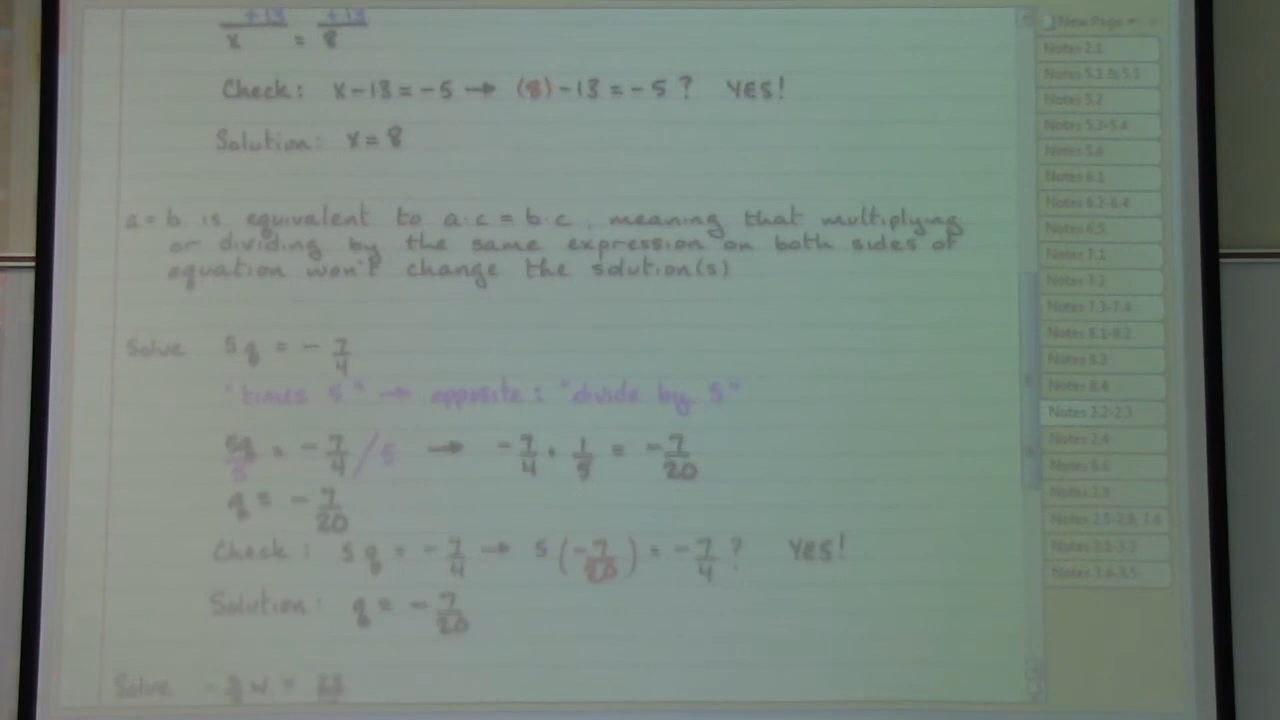 +13 +13
x = 8
Check: x-13 = -5 → (8)-13 = -5 ? YES!
Solution: x = 8
a = b is equivalent to a·c = b·c, meaning that multiplying
or dividing by the same expression on both sides of
equation won't change the solution(s)
Solve 5q = - 7/4
"times 5" → opposite: "divide by 5"
5q/5 = - 7/4 /5 → - 7/4 · 1/5 = - 7/20
q = - 7/20
Check: 5q = - 7/4 → 5(- 7/20) = - 7/4 ? YES!
Solution: q = - 7/20
Solve
New Page
Notes 2.1
Notes 5.1 & 5.5
Notes 5.2
Notes 5.3-5.4
Notes 5.6
Notes 6.1
Notes 6.2-6.4
Notes 6.5
Notes 7.1
Notes 7.2
Notes 7.3-7.4
Notes 8.1-8.2
Notes 8.3
Notes 8.4
Notes 2.2-2.3
Notes 2.4
Notes
Notes
Notes 2.5-2.8,
Notes 3.1-3.3
Notes 3.4-3.5